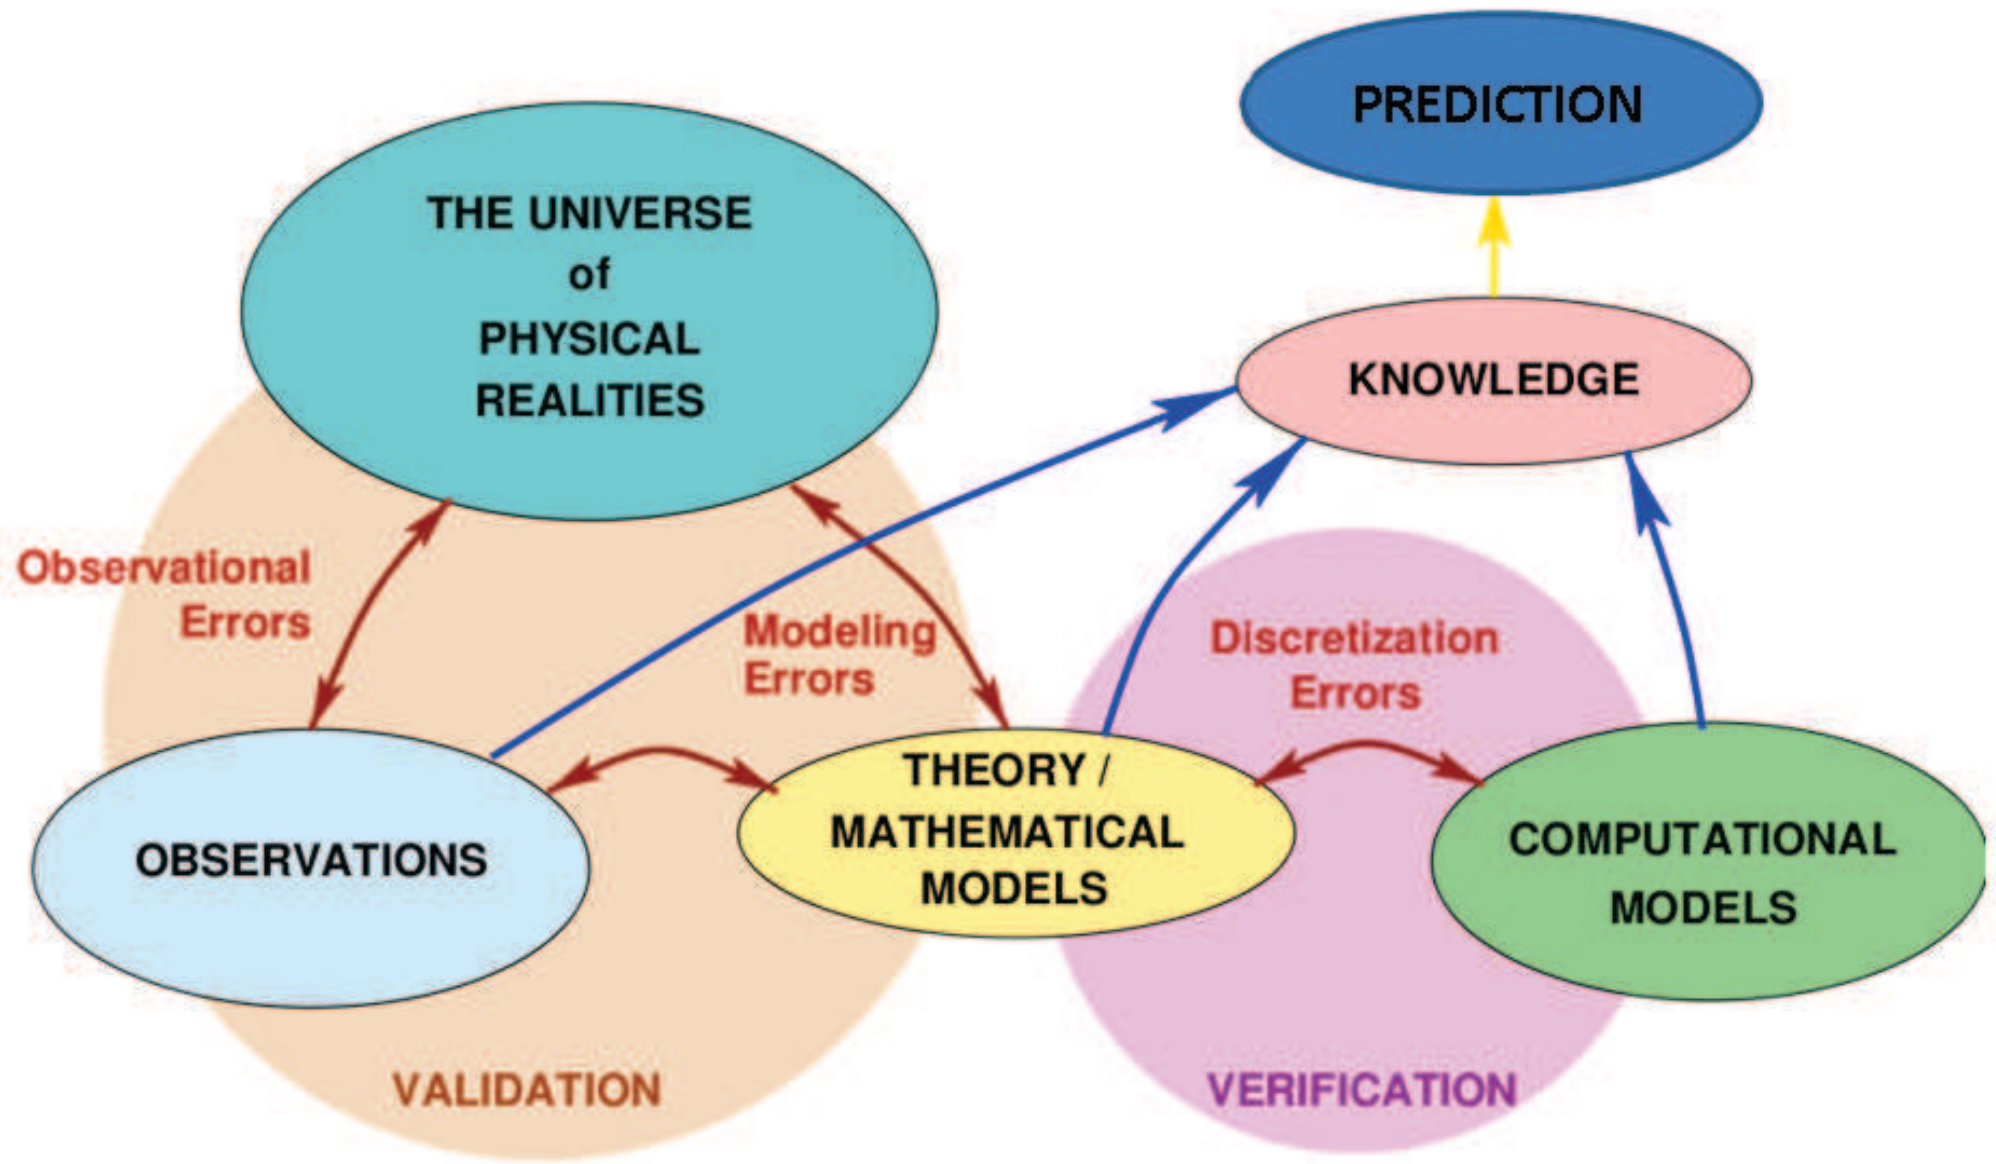 PREDICTION
THE UNIVERSE
of
PHYSICAL
REALITIES
KNOWLEDGE
Observational
Errors
Modeling
Errors
Discretization
Errors
OBSERVATIONS
THEORY /
MATHEMATICAL
MODELS
COMPUTATIONAL
MODELS
VALIDATION
VERIFICATION